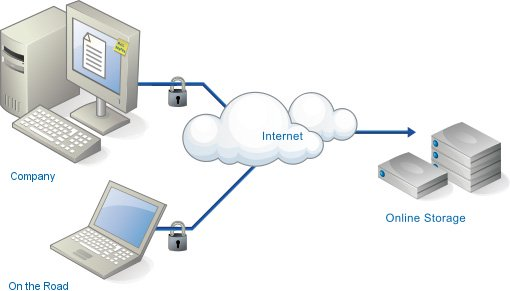 Internet
Company
Online Storage
On the Road